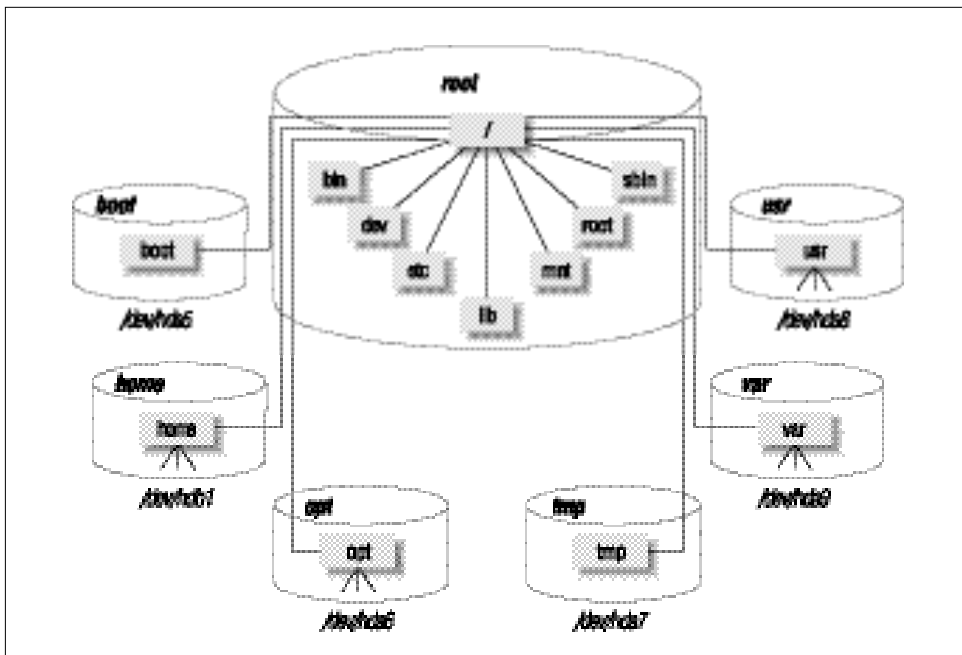 root
/
bin
sbin
boot
dev
root
usr
boot
etc
mnt
usr
lib
/dev/hda5
/dev/hda8
home
var
home
var
/dev/hdb1
/dev/hda9
opt
tmp
opt
tmp
/dev/hda6
/dev/hda7